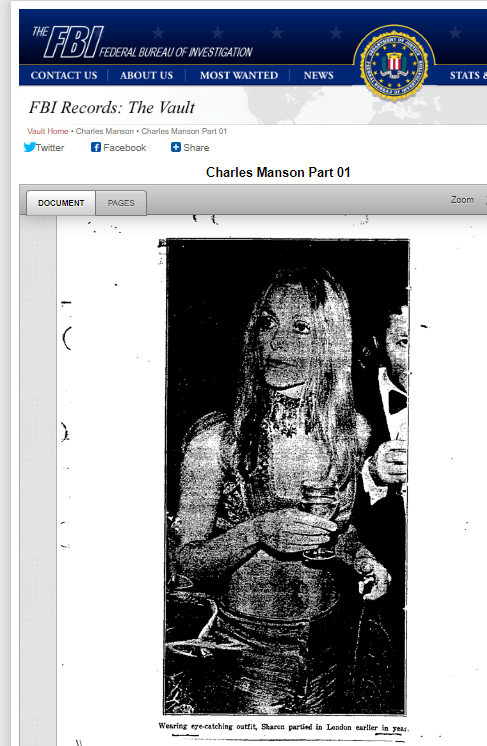 THE FBI FEDERAL BUREAU OF INVESTIGATION
CONTACT US ABOUT US MOST WANTED NEWS STATS &
FBI Records: The Vault
Vault Home • Charles Manson • Charles Manson Part 01
Twitter Facebook Share
Charles Manson Part 01
DOCUMENT PAGES Zoom
Wearing eye-catching outfit, Sharon partied in London earlier in year.